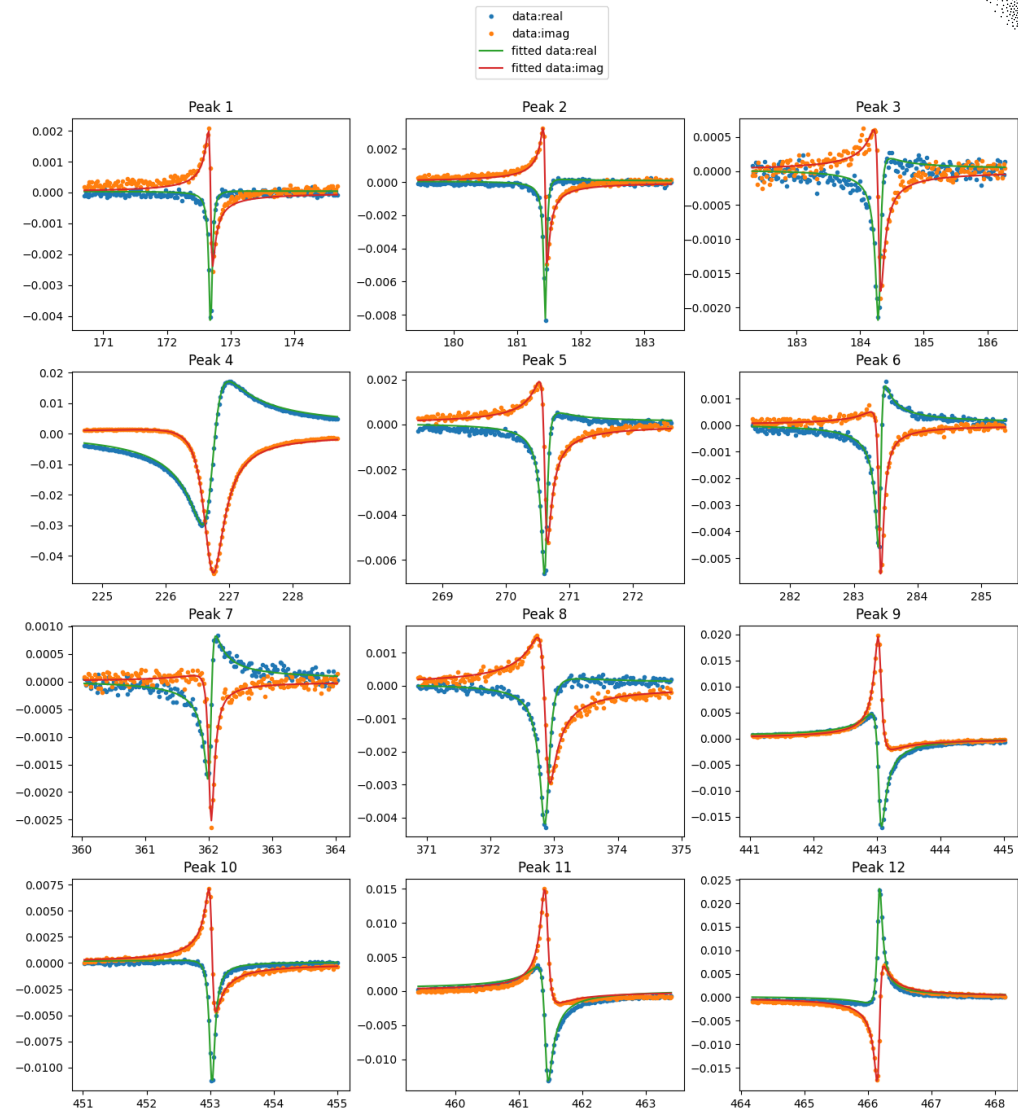 data:real
data:imag
fitted data:real
fitted data:imag
Peak 1
Peak 2
Peak 3
0.002
0.001
0.000
−0.001
−0.002
−0.003
−0.004
171 172 173 174
0.002
0.000
−0.002
−0.004
−0.006
−0.008
180 181 182 183
0.0005
0.0000
−0.0005
−0.0010
−0.0015
−0.0020
183 184 185 186
Peak 4
Peak 5
Peak 6
0.02
0.01
0.00
−0.01
−0.02
−0.03
−0.04
225 226 227 228
0.002
0.000
−0.002
−0.004
−0.006
269 270 271 272
0.001
0.000
−0.001
−0.002
−0.003
−0.004
−0.005
282 283 284 285
Peak 7
Peak 8
Peak 9
0.0010
0.0005
0.0000
−0.0005
−0.0010
−0.0015
−0.0020
−0.0025
360 361 362 363 364
0.001
0.000
−0.001
−0.002
−0.003
−0.004
371 372 373 374 375
0.020
0.015
0.010
0.005
0.000
−0.005
−0.010
−0.015
441 442 443 444 445
Peak 10
Peak 11
Peak 12
0.0075
0.0050
0.0025
0.0000
−0.0025
−0.0050
−0.0075
−0.0100
451 452 453 454 455
0.015
0.010
0.005
0.000
−0.005
−0.010
460 461 462 463
0.025
0.020
0.015
0.010
0.005
0.000
−0.005
−0.010
−0.015
464 465 466 467 468